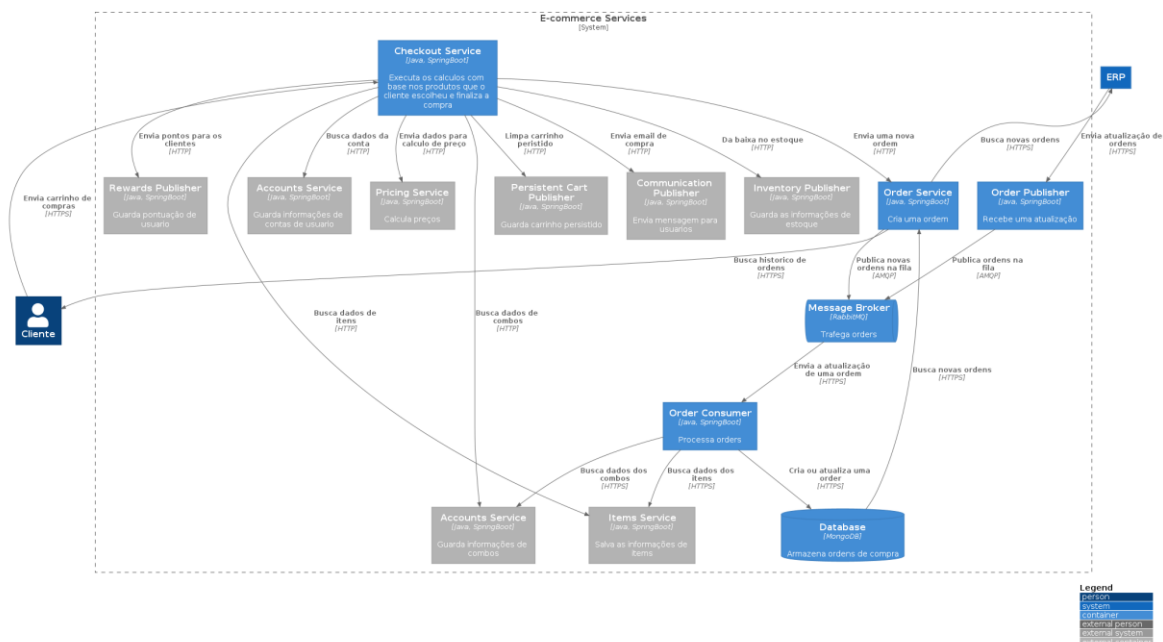 E-commerce Services
[System]
Checkout Service
[Java, SpringBoot]
Executa os calculos com
base nos produtos que o
cliente escolheu e finaliza a
compra
ERP
Envia pontos para os
clientes
[HTTP]
Busca dados da
conta
[HTTP]
Envia dados para
calculo de preço
[HTTP]
Limpa carrinho
peristido
[HTTP]
Envia email de
compra
[HTTP]
Da baixa no estoque
[HTTP]
Envia uma nova
ordem
[HTTP]
Busca novas ordens
[HTTPS]
Envia atualização de
ordens
[HTTPS]
Envia carrinho de
compras
[HTTPS]
Rewards Publisher
[Java, SpringBoot]
Guarda pontuação de
usuario
Accounts Service
[Java, SpringBoot]
Guarda informações de
contas de usuario
Pricing Service
[Java, SpringBoot]
Calcula preços
Persistent Cart
Publisher
[Java, SpringBoot]
Guarda carrinho persistido
Communication
Publisher
[Java, SpringBoot]
Envia mensagem para
usuarios
Inventory Publisher
[Java, SpringBoot]
Guarda as informações de
estoque
Order Service
[Java, SpringBoot]
Cria uma ordem
Order Publisher
[Java, SpringBoot]
Recebe uma atualização
Busca historico de
ordens
[HTTPS]
Publica novas
ordens na fila
[AMQP]
Publica ordens na
fila
[AMQP]
Cliente
Busca dados de
itens
[HTTP]
Busca dados de
combos
[HTTP]
Message Broker
[RabbitMQ]
Trafega orders
Envia a atualização
de uma ordem
[HTTPS]
Busca novas ordens
[HTTPS]
Order Consumer
[Java, SpringBoot]
Processa orders
Busca dados dos
combos
[HTTPS]
Busca dados dos
itens
[HTTPS]
Cria ou atualiza uma
order
[HTTPS]
Accounts Service
[Java, SpringBoot]
Guarda informações de
combos
Items Service
[Java, SpringBoot]
Salva as informações de
items
Database
[MongoDB]
Armazena ordens de compra
Legend
person
system
container
external person
external system